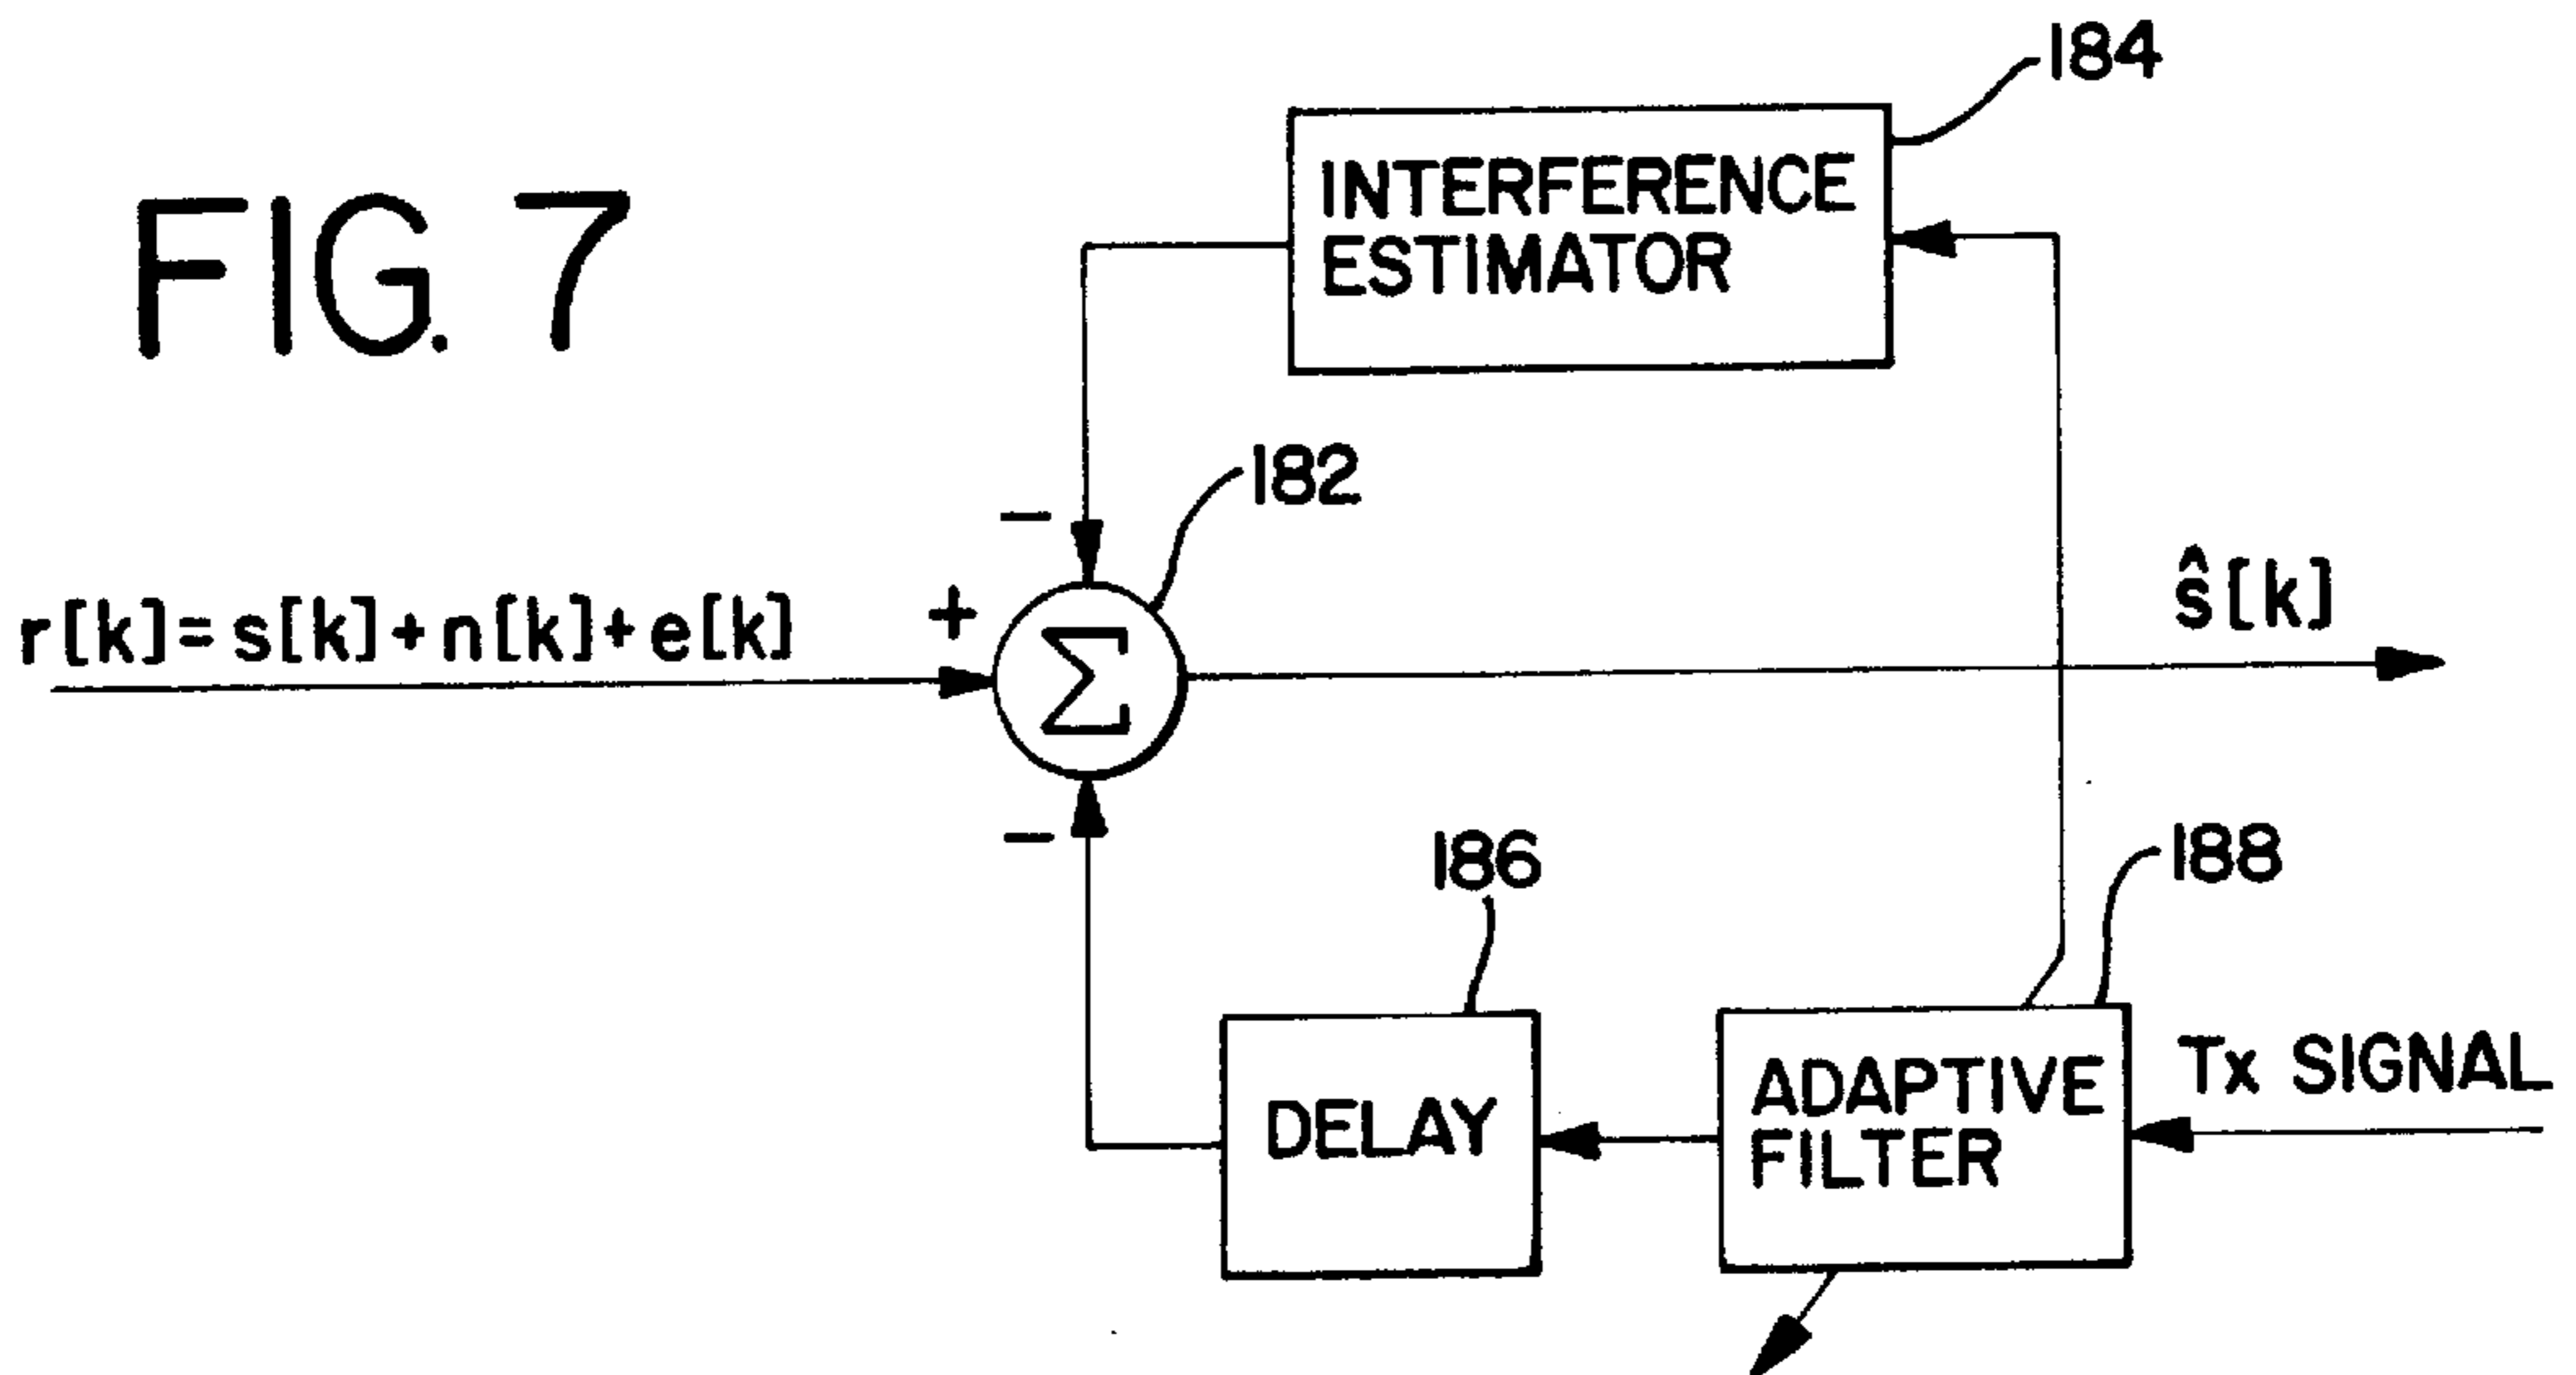 FIG. 7
184
INTERFERENCE
ESTIMATOR
182
−
+
r[k]=s[k]+n[k]+e[k]
Σ
ŝ[k]
−
186
188
DELAY
ADAPTIVE
FILTER
Tx SIGNAL